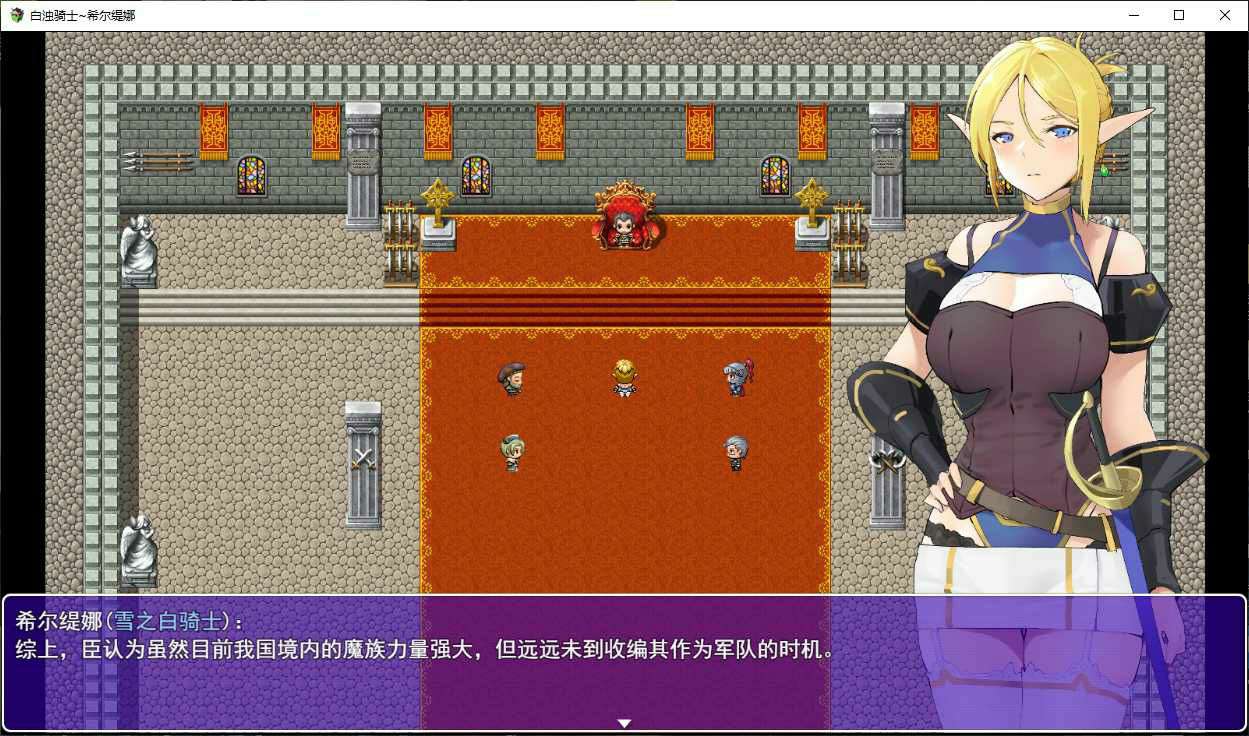 白浊骑士~希尔缇娜
希尔缇娜(雪之白骑士)：
综上，臣认为虽然目前我国境内的魔族力量强大，但远远未到收编其作为军队的时机。